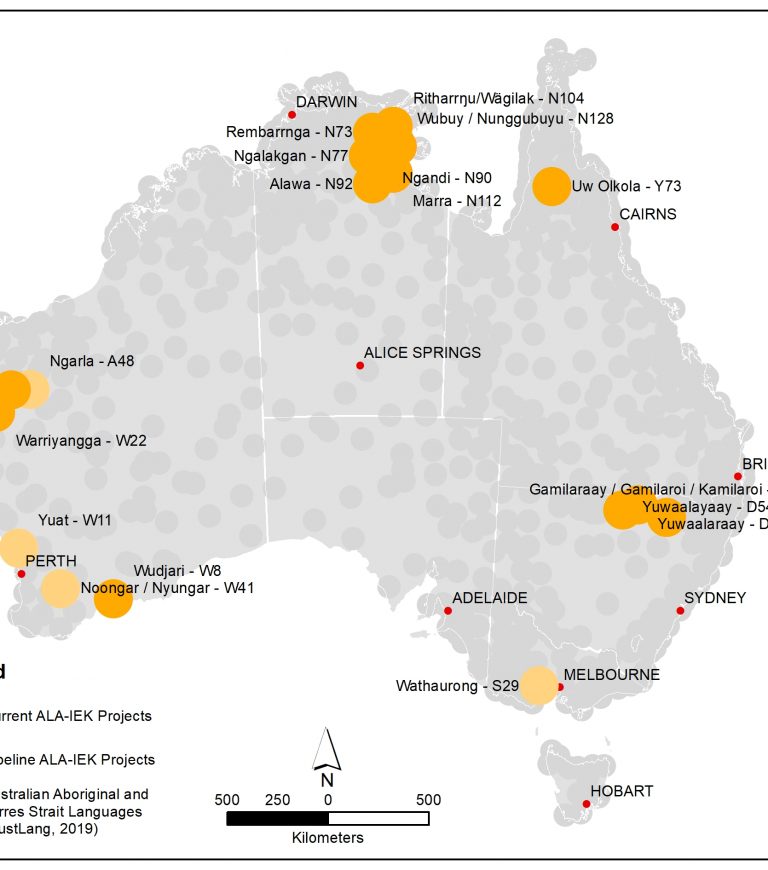 DARWIN
Ritharrŋu/Wägilak - N104
Wubuy / Nunggubuyu - N128
Rembarrnga - N73
Ngalakgan - N77
Alawa - N92
Ngandi - N90
Marra - N112
Uw Olkola - Y73
CAIRNS
ALICE SPRINGS
Ngarla - A48
Warriyangga - W22
BRI
Gamilaraay / Gamilaroi / Kamilaroi -
Yuwaalayaay - D54
Yuwaalaraay - D
Yuat - W11
PERTH
Wudjari - W8
Noongar / Nyungar - W41
ADELAIDE
SYDNEY
Wathaurong - S29
MELBOURNE
d
urrent ALA-IEK Projects
peline ALA-IEK Projects
stralian Aboriginal and
rres Strait Languages
ustLang, 2019)
N
500 250 0 500
Kilometers
HOBART